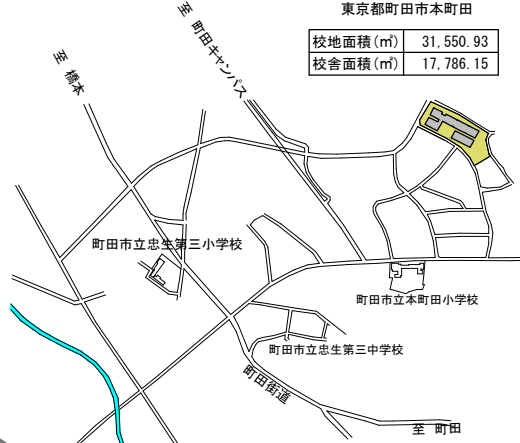 東京都町田市本町田
校地面積(㎡) 31,550.93
校舎面積(㎡) 17,786.15
至 町田キャンパス
至 橋本
町田市立忠生第三小学校
町田市立本町田小学校
町田市立忠生第三中学校
町田街道
至 町田